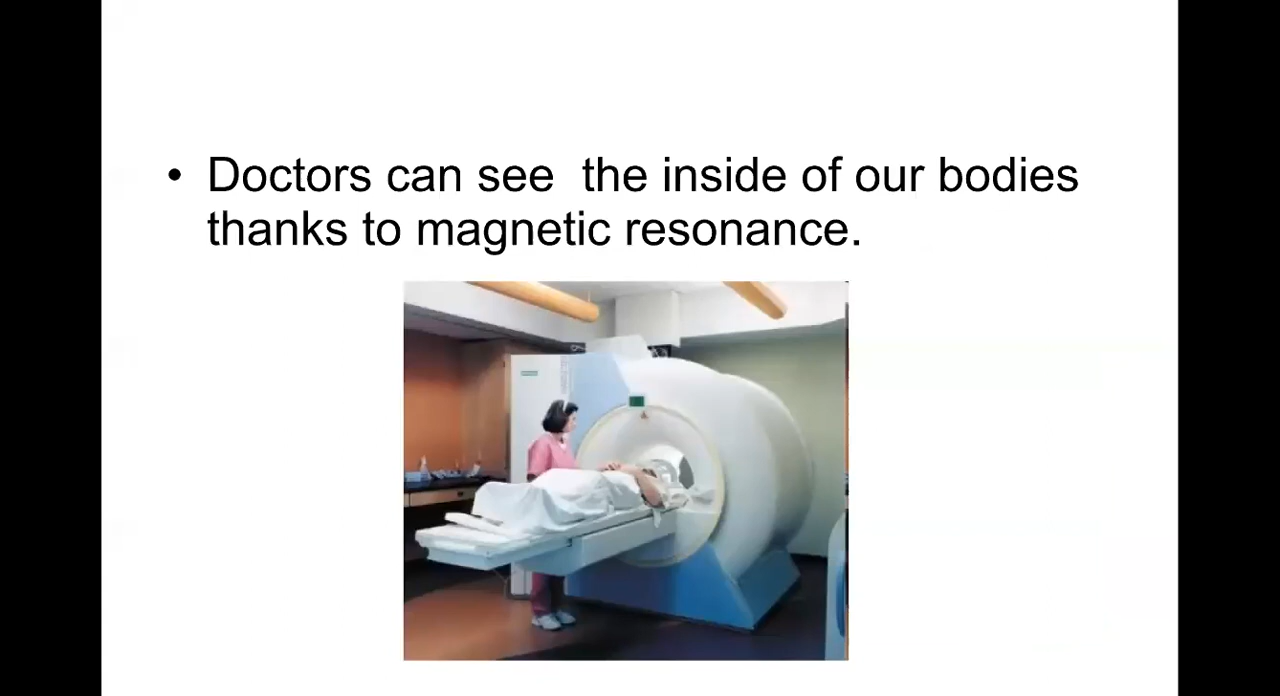 • Doctors can see  the inside of our bodies
thanks to magnetic resonance.